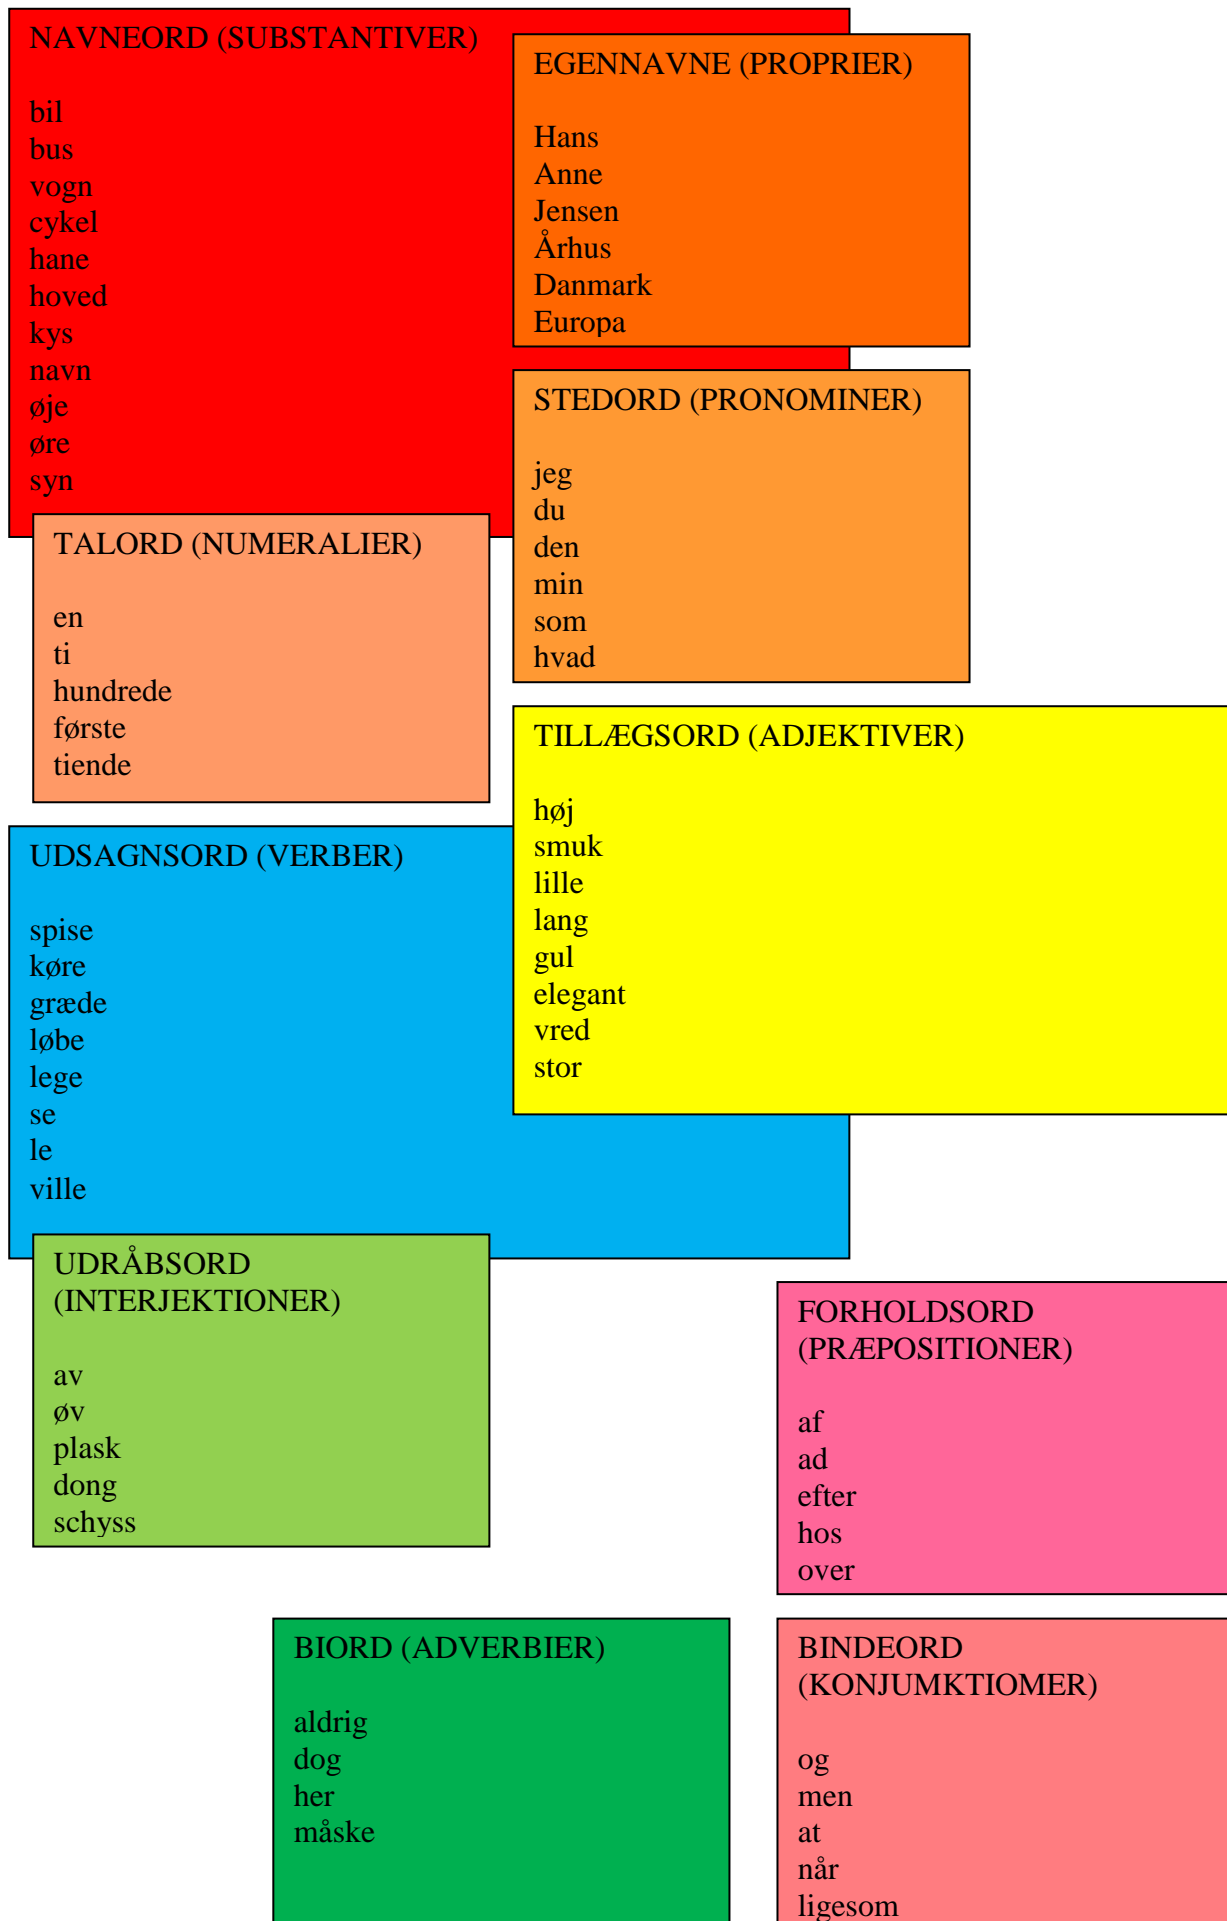 NAVNEORD (SUBSTANTIVER)
bil
bus
vogn
cykel
hane
hoved
kys
navn
øje
øre
syn
EGENNAVNE (PROPRIER)
Hans
Anne
Jensen
Århus
Danmark
Europa
STEDORD (PRONOMINER)
jeg
du
den
min
som
hvad
TALORD (NUMERALIER)
en
ti
hundrede
første
tiende
TILLÆGSORD (ADJEKTIVER)
høj
smuk
lille
lang
gul
elegant
vred
stor
UDSAGNSORD (VERBER)
spise
køre
græde
løbe
lege
se
le
ville
UDRÅBSORD
(INTERJEKTIONER)
av
øv
plask
dong
schyss
FORHOLDSORD
(PRÆPOSITIONER)
af
ad
efter
hos
over
BIORD (ADVERBIER)
aldrig
dog
her
måske
BINDEORD
(KONJUMKTIOMER)
og
men
at
når
ligesom